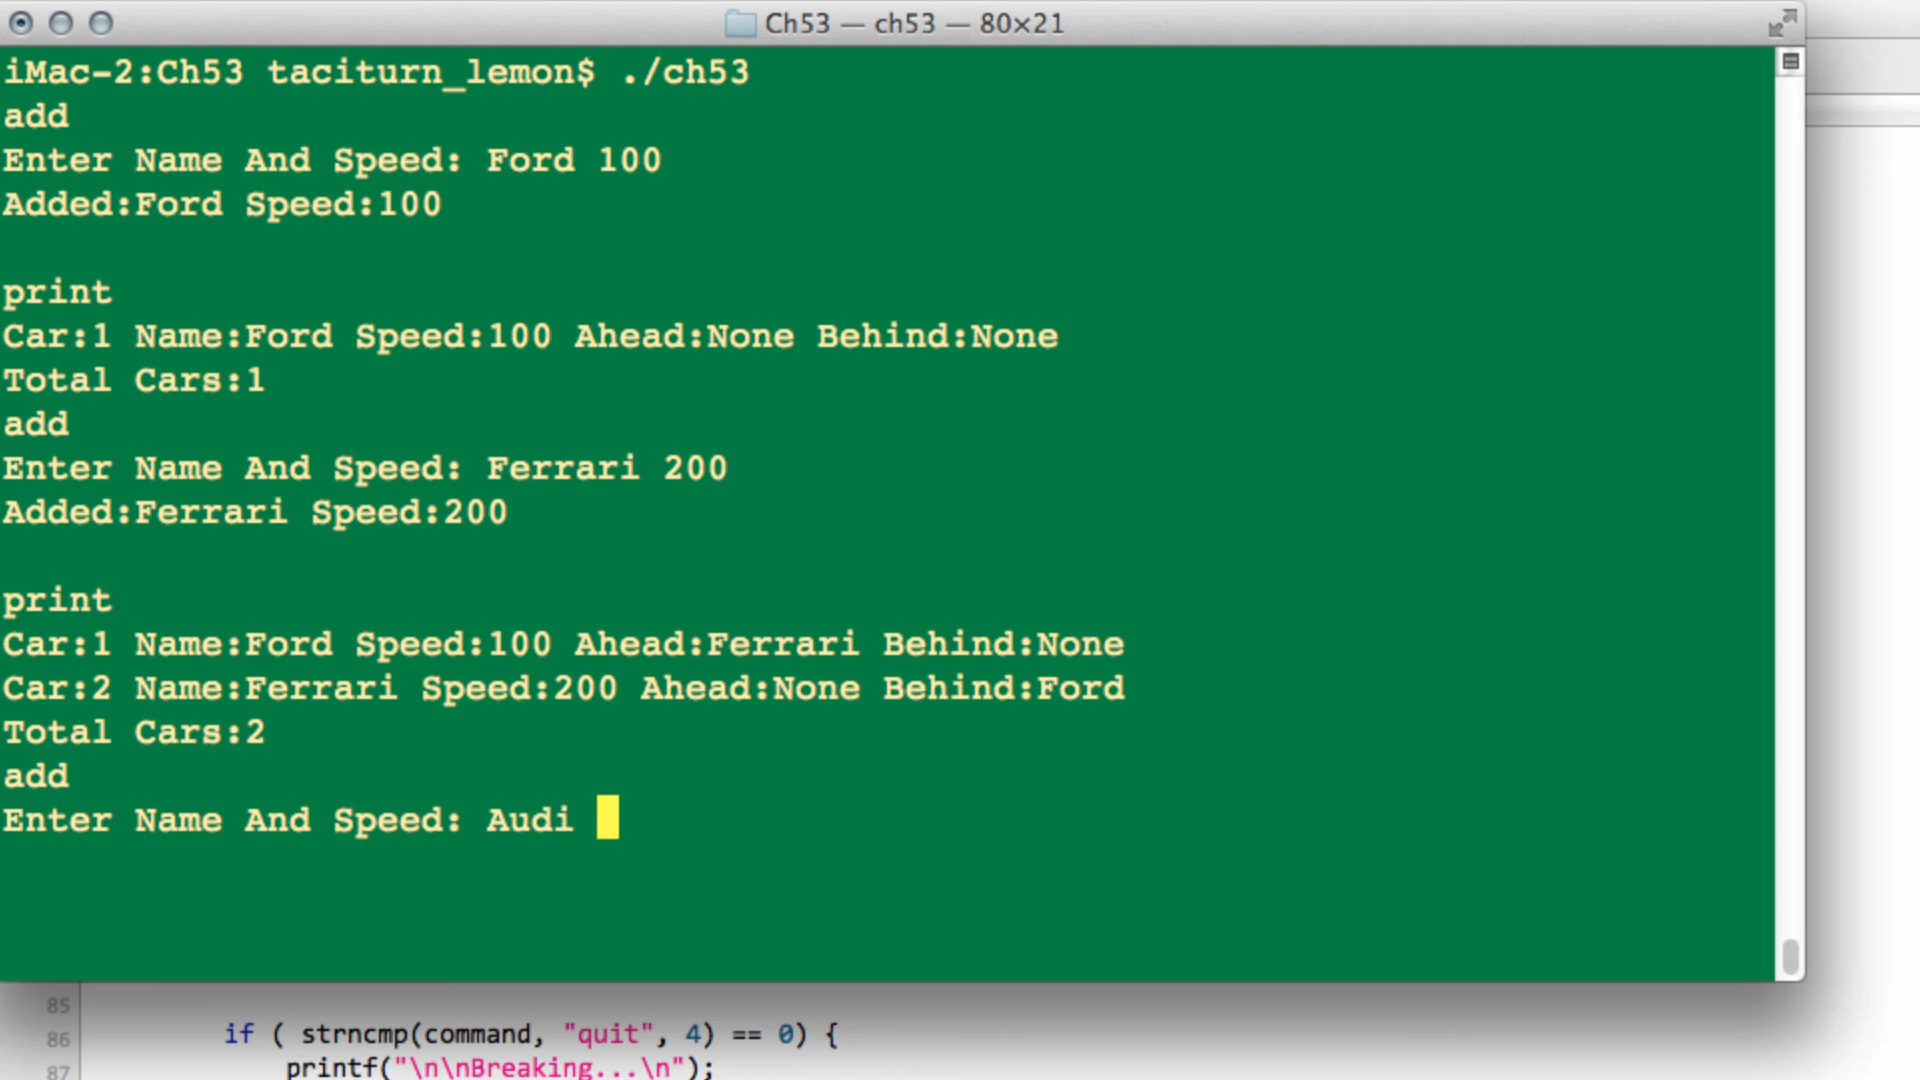 Ch53 — ch53 — 80×21
iMac-2:Ch53 taciturn_lemon$ ./ch53
add
Enter Name And Speed: Ford 100
Added:Ford Speed:100
print
Car:1 Name:Ford Speed:100 Ahead:None Behind:None
Total Cars:1
add
Enter Name And Speed: Ferrari 200
Added:Ferrari Speed:200
print
Car:1 Name:Ford Speed:100 Ahead:Ferrari Behind:None
Car:2 Name:Ferrari Speed:200 Ahead:None Behind:Ford
Total Cars:2
add
Enter Name And Speed: Audi
85
86 if ( strncmp(command, "quit", 4) == 0) {
87 printf("\n\nBreaking...\n");